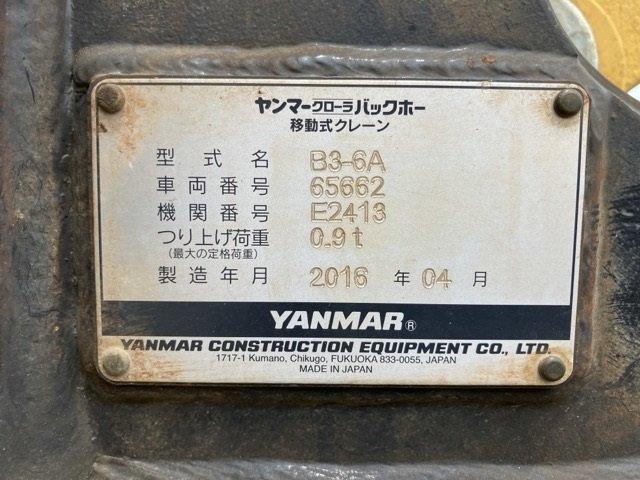 ヤンマークローラバックホー
移動式クレーン
型式名 B3-6A
車両番号 65662
機関番号 E2413
つり上げ荷重 0.9t
(最大の定格荷重)
製造年月 2016 年 04 月
YANMAR®
YANMAR CONSTRUCTION EQUIPMENT CO., LTD.
1717-1 Kumano, Chikugo, FUKUOKA 833-0055, JAPAN
MADE IN JAPAN